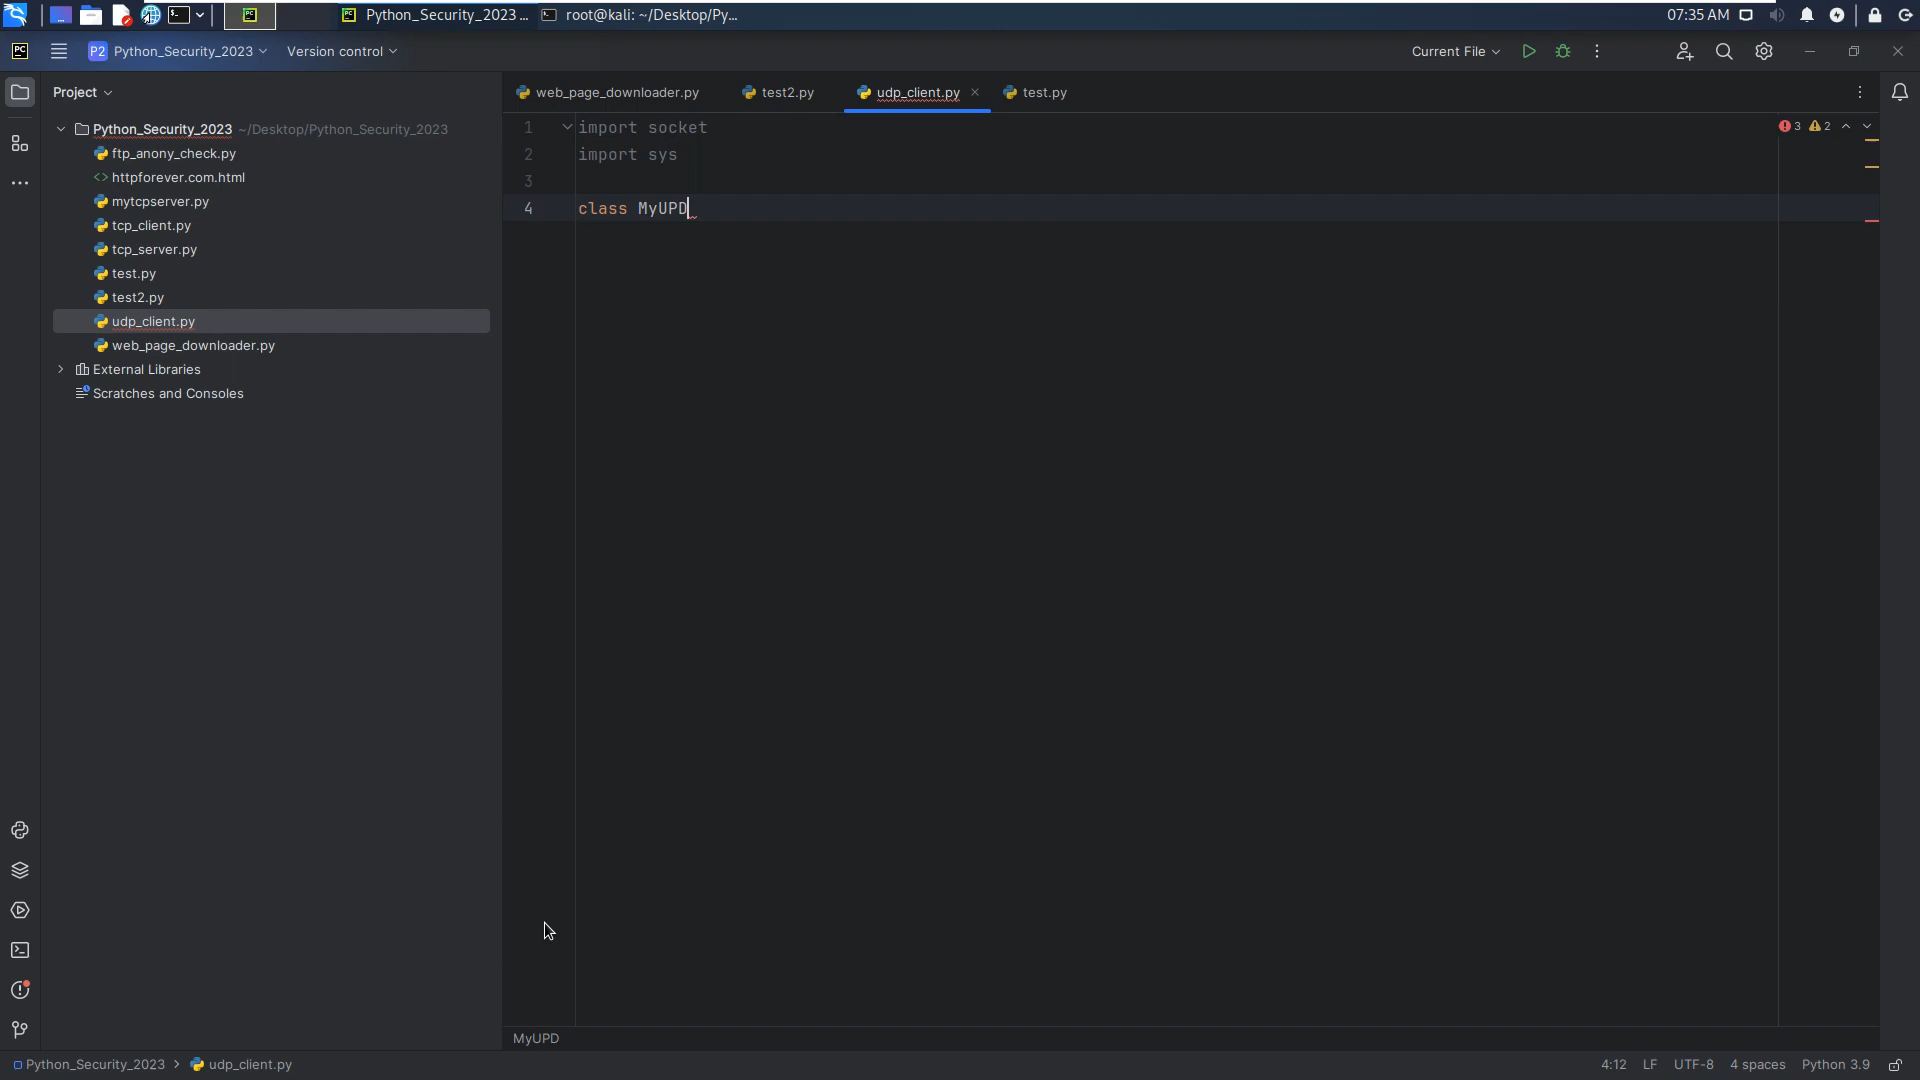 Python_Security_2023 ...
root@kali: ~/Desktop/Py...
07:35 AM
PC
P2 Python_Security_2023
Version control
Current File
Project
web_page_downloader.py
test2.py
udp_client.py
test.py
Python_Security_2023 ~/Desktop/Python_Security_2023
ftp_anony_check.py
httpforever.com.html
mytcpserver.py
tcp_client.py
tcp_server.py
test.py
test2.py
udp_client.py
web_page_downloader.py
External Libraries
Scratches and Consoles
1 import socket
2 import sys
3
4 class MyUPD
3 2
MyUPD
Python_Security_2023 > udp_client.py
4:12 LF UTF-8 4 spaces Python 3.9